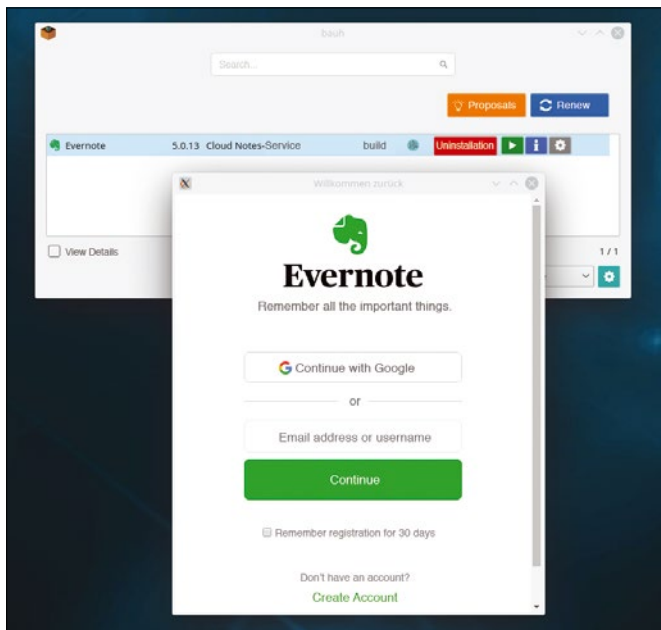 bauh
Search...
Proposals
Renew
Evernote 5.0.13 Cloud Notes-Service build Uninstallation
Willkommen zurück
View Details
1 / 1
Evernote
Remember all the important things.
Continue with Google
or
Email address or username
Continue
Remember registration for 30 days
Don't have an account?
Create Account